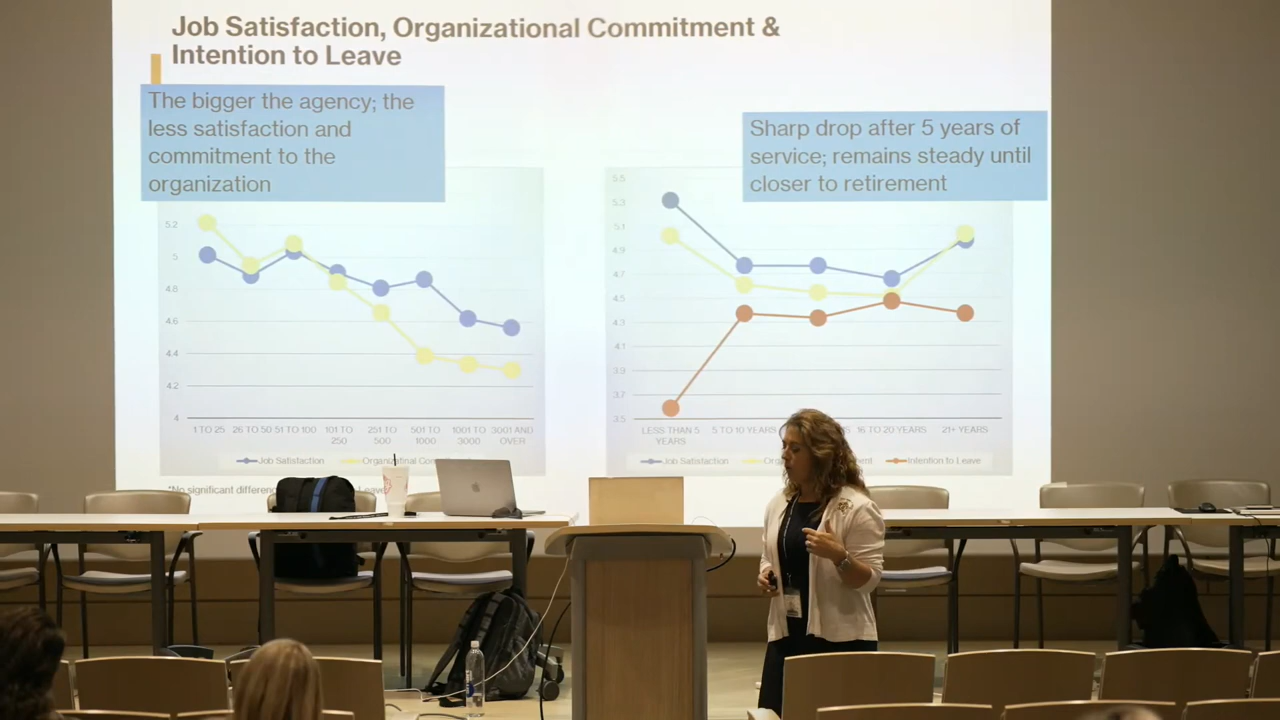 Job Satisfaction, Organizational Commitment &
Intention to Leave
The bigger the agency; the
less satisfaction and
commitment to the
organization
Sharp drop after 5 years of
service; remains steady until
closer to retirement
5.2
5
4.8
4.6
4.4
4.2
4
1 TO 25
26 TO 50
51 TO 100
101 TO
250
251 TO
500
501 TO
1000
1001 TO
3000
3001 AND
OVER
Job Satisfaction
*No significant
5.5
5.3
5.1
4.9
4.7
4.5
4.3
4.1
3.9
3.7
3.5
LESS THAN 5
YEARS
5 TO 10 YEARS
16 TO 20 YEARS
21+ YEARS
Job Satisfaction
Intention to Leave